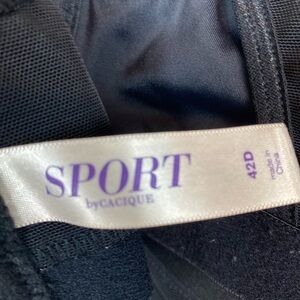 SPORT
byCACIQUE
42D
made in
China